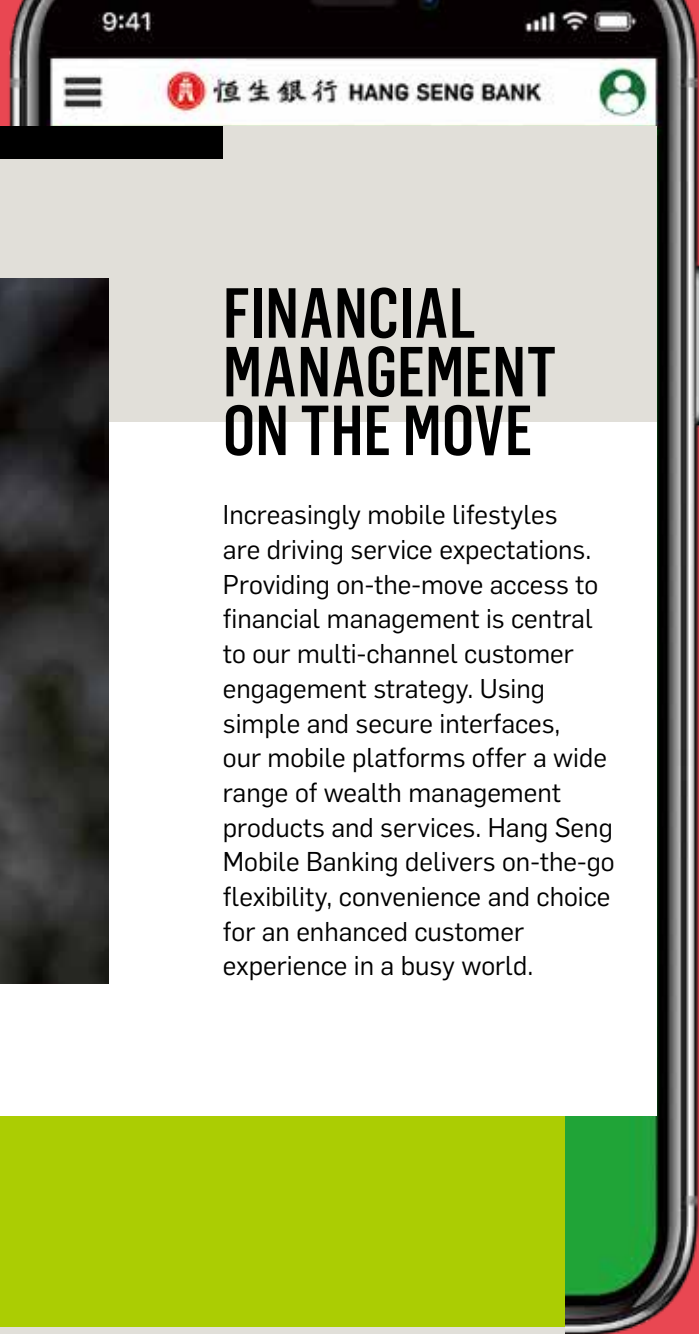 9:41
恒生銀行 HANG SENG BANK
FINANCIAL
MANAGEMENT
ON THE MOVE
Increasingly mobile lifestyles
are driving service expectations.
Providing on-the-move access to
financial management is central
to our multi-channel customer
engagement strategy. Using
simple and secure interfaces,
our mobile platforms offer a wide
range of wealth management
products and services. Hang Seng
Mobile Banking delivers on-the-go
flexibility, convenience and choice
for an enhanced customer
experience in a busy world.